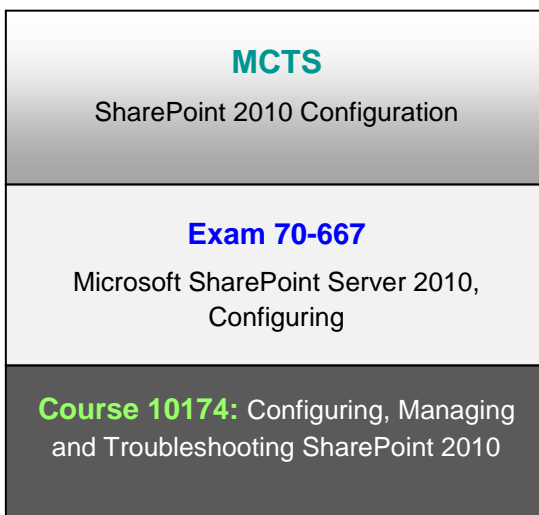 MCTS
SharePoint 2010 Configuration
Exam 70-667
Microsoft SharePoint Server 2010,
Configuring
Course 10174: Configuring, Managing
and Troubleshooting SharePoint 2010